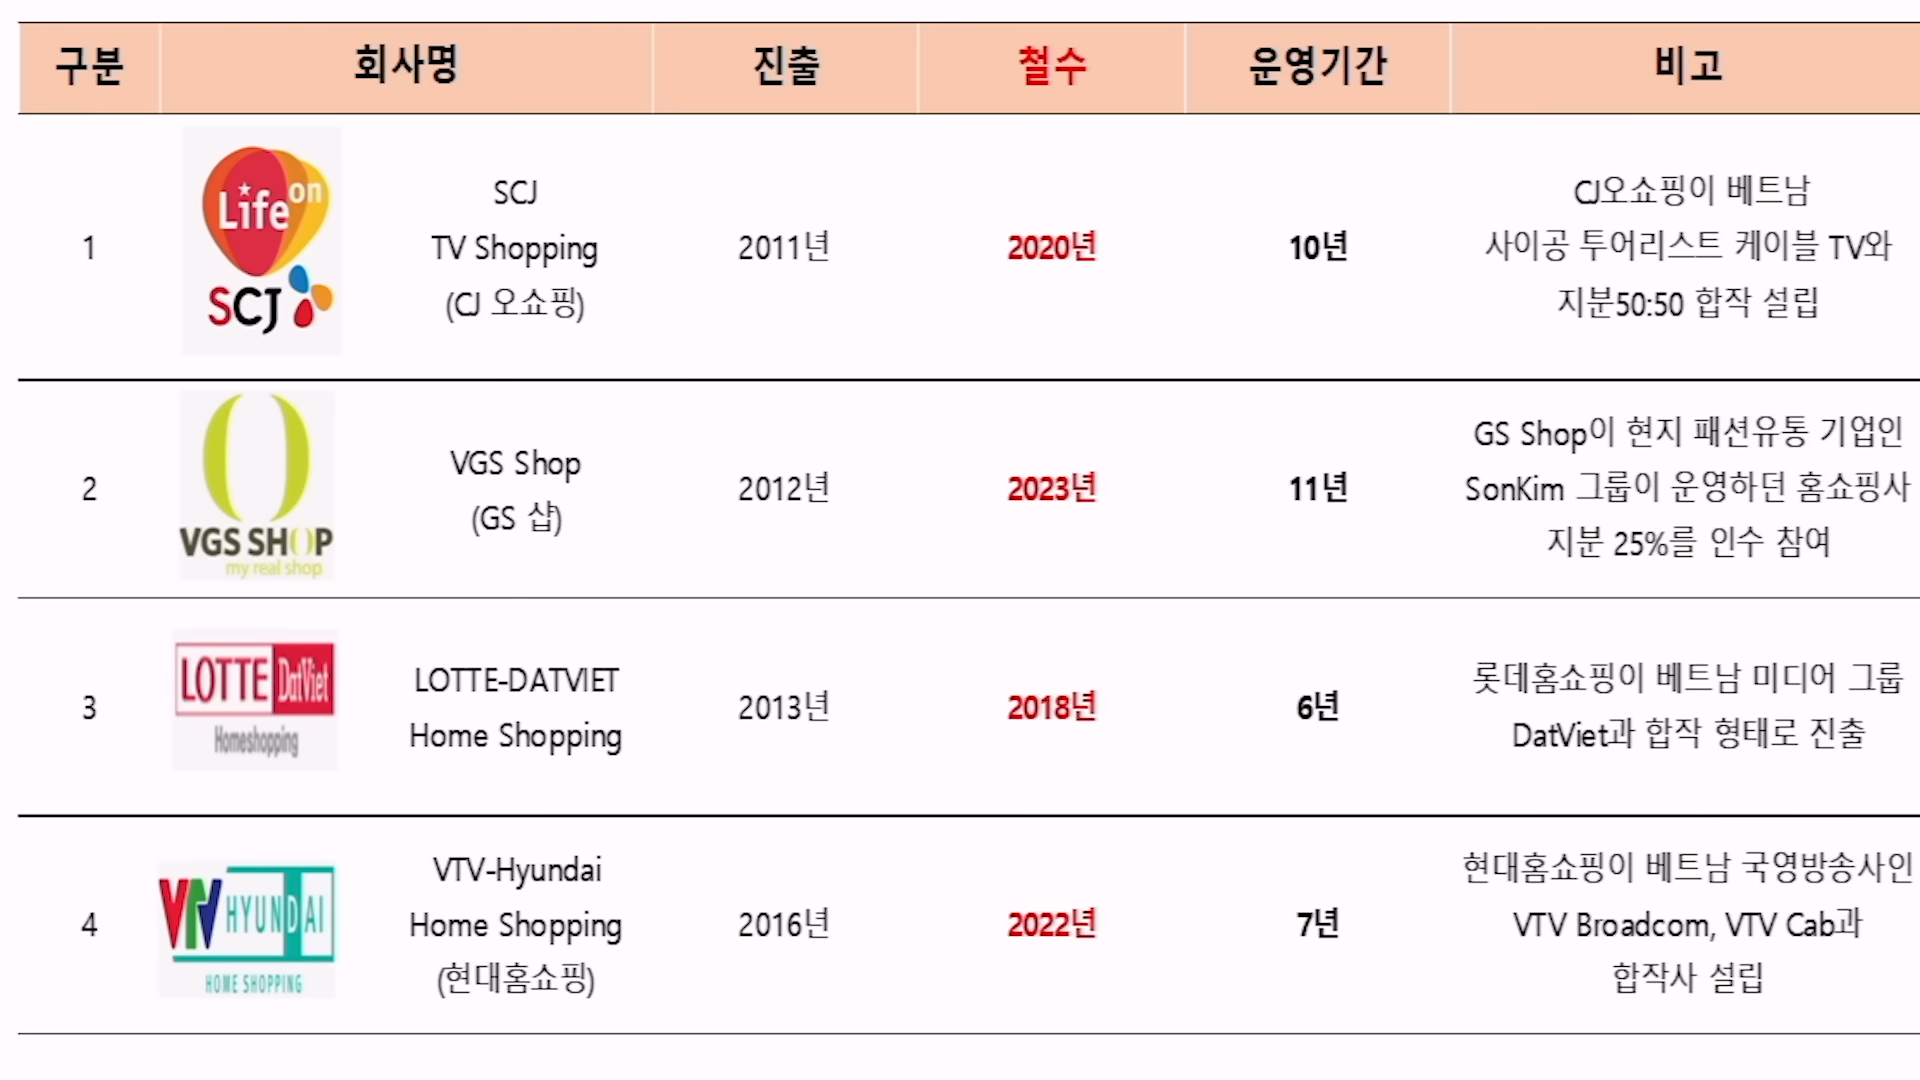 구분 회사명 진출 철수 운영기간 비고
1
Life on
SCJ
SCJ
TV Shopping
(CJ 오쇼핑)
2011년
2020년
10년
CJ오쇼핑이 베트남
사이공 투어리스트 케이블 TV와
지분50:50 합작 설립
2
VGS SHOP
my real shop
VGS Shop
(GS 샵)
2012년
2023년
11년
GS Shop이 현지 패션유통 기업인
SonKim 그룹이 운영하던 홈쇼핑사
지분 25%를 인수 참여
3
LOTTE DatViet
Homeshopping
LOTTE-DATVIET
Home Shopping
2013년
2018년
6년
롯데홈쇼핑이 베트남 미디어 그룹
DatViet과 합작 형태로 진출
4
VTV HYUNDAI
HOME SHOPPING
VTV-Hyundai
Home Shopping
(현대홈쇼핑)
2016년
2022년
7년
현대홈쇼핑이 베트남 국영방송사인
VTV Broadcom, VTV Cab과
합작사 설립